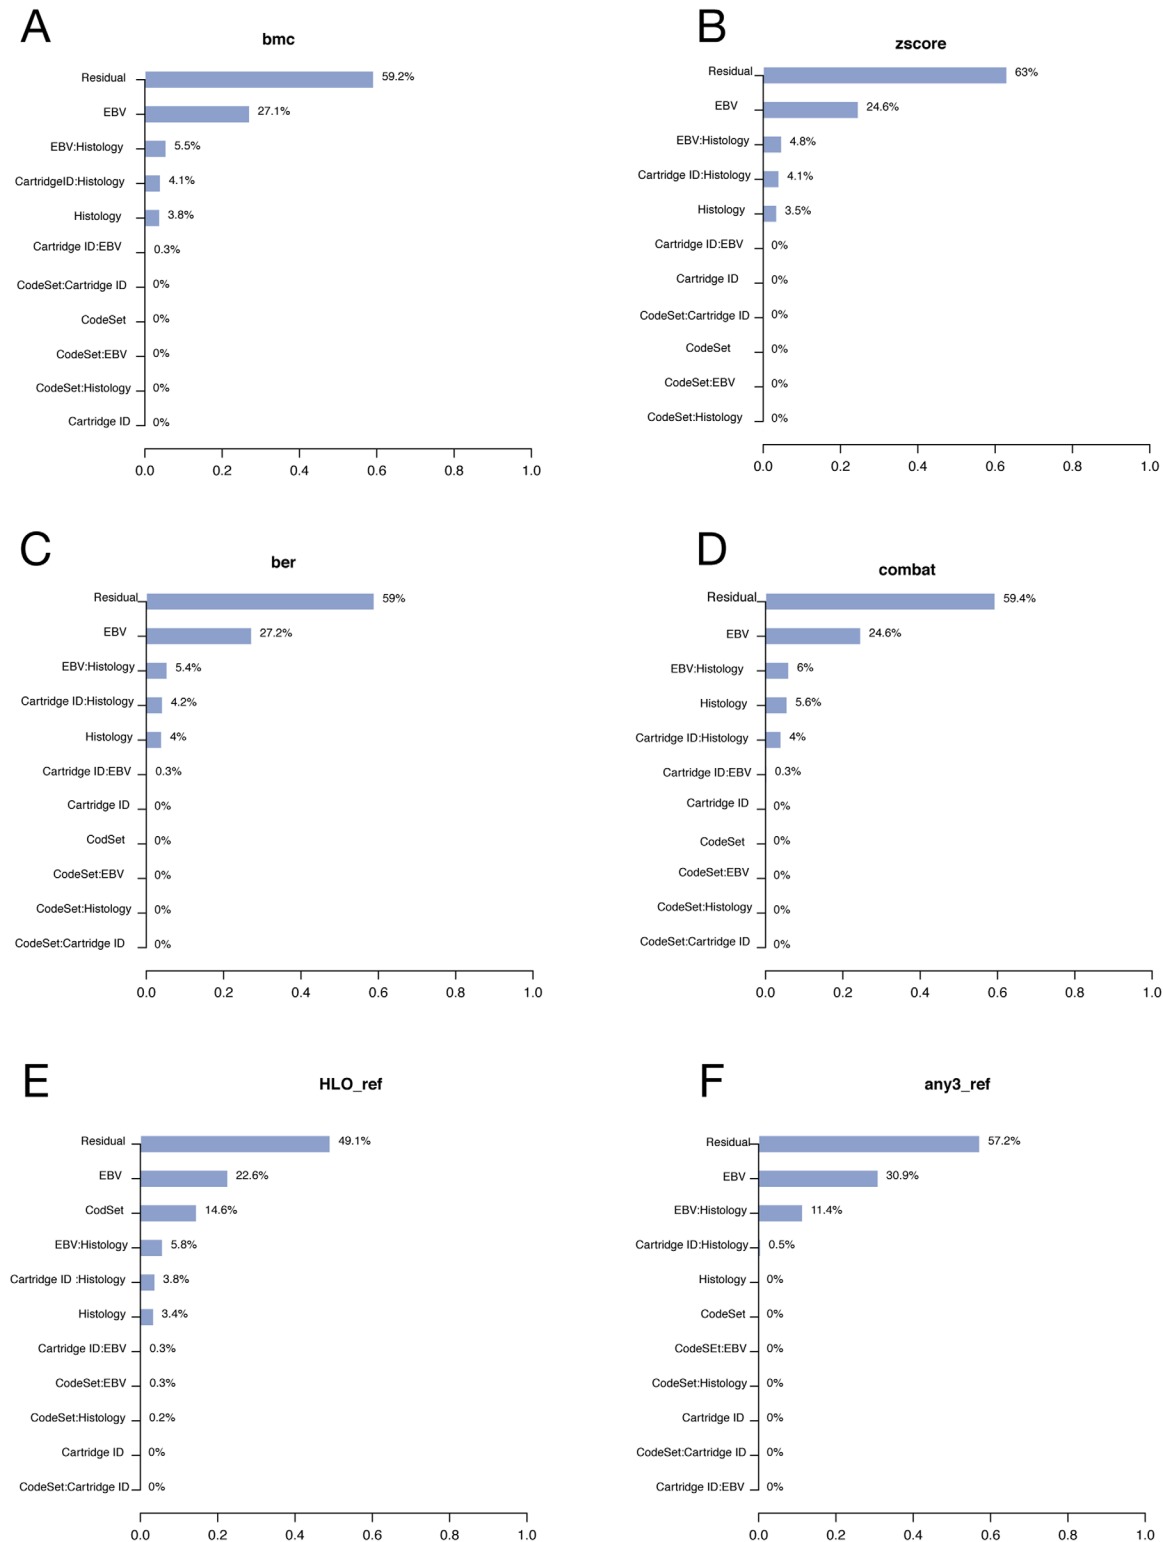 A
bmc
Residual 59.2%
EBV 27.1%
EBV:Histology 5.5%
CartridgeID:Histology 4.1%
Histology 3.8%
Cartridge ID:EBV 0.3%
CodeSet:Cartridge ID 0%
CodeSet 0%
CodeSet:EBV 0%
CodeSet:Histology 0%
Cartridge ID 0%
0.0 0.2 0.4 0.6 0.8 1.0
B
zscore
Residual 63%
EBV 24.6%
EBV:Histology 4.8%
Cartridge ID:Histology 4.1%
Histology 3.5%
Cartridge ID:EBV 0%
Cartridge ID 0%
CodeSet:Cartridge ID 0%
CodeSet 0%
CodeSet:EBV 0%
CodeSet:Histology 0%
0.0 0.2 0.4 0.6 0.8 1.0
C
ber
Residual 59%
EBV 27.2%
EBV:Histology 5.4%
Cartridge ID:Histology 4.2%
Histology 4%
Cartridge ID:EBV 0.3%
Cartridge ID 0%
CodSet 0%
CodeSet:EBV 0%
CodeSet:Histology 0%
CodeSet:Cartridge ID 0%
0.0 0.2 0.4 0.6 0.8 1.0
D
combat
Residual 59.4%
EBV 24.6%
EBV:Histology 6%
Histology 5.6%
Cartridge ID:Histology 4%
Cartridge ID:EBV 0.3%
Cartridge ID 0%
CodeSet 0%
CodeSet:EBV 0%
CodeSet:Histology 0%
CodeSet:Cartridge ID 0%
0.0 0.2 0.4 0.6 0.8 1.0
E
HLO_ref
Residual 49.1%
EBV 22.6%
CodSet 14.6%
EBV:Histology 5.8%
Cartridge ID :Histology 3.8%
Histology 3.4%
Cartridge ID:EBV 0.3%
CodeSet:EBV 0.3%
CodeSet:Histology 0.2%
Cartridge ID 0%
CodeSet:Cartridge ID 0%
0.0 0.2 0.4 0.6 0.8 1.0
F
any3_ref
Residual 57.2%
EBV 30.9%
EBV:Histology 11.4%
Cartridge ID:Histology 0.5%
Histology 0%
CodeSet 0%
CodeSEt:EBV 0%
CodeSet:Histology 0%
Cartridge ID 0%
CodeSet:Cartridge ID 0%
Cartridge ID:EBV 0%
0.0 0.2 0.4 0.6 0.8 1.0